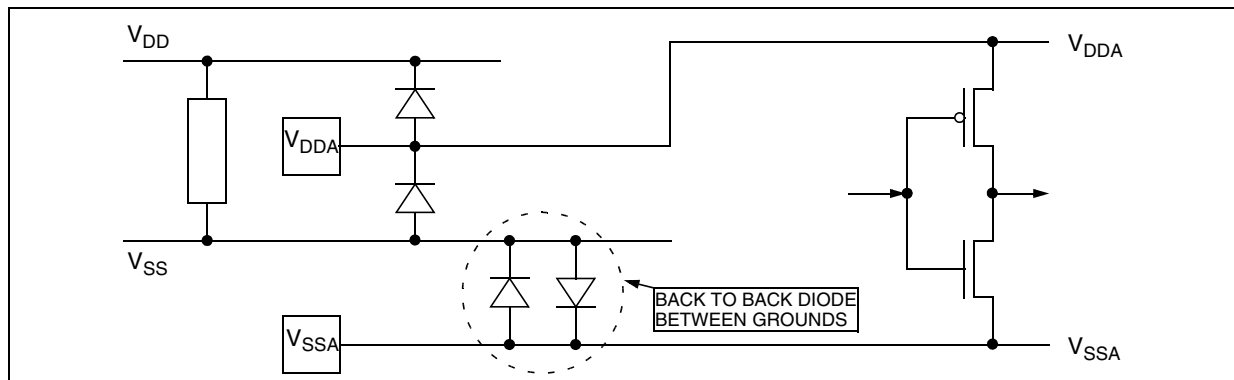 VDD
VDDA
VDDA
VSS
BACK TO BACK DIODE
BETWEEN GROUNDS
VSSA
VSSA